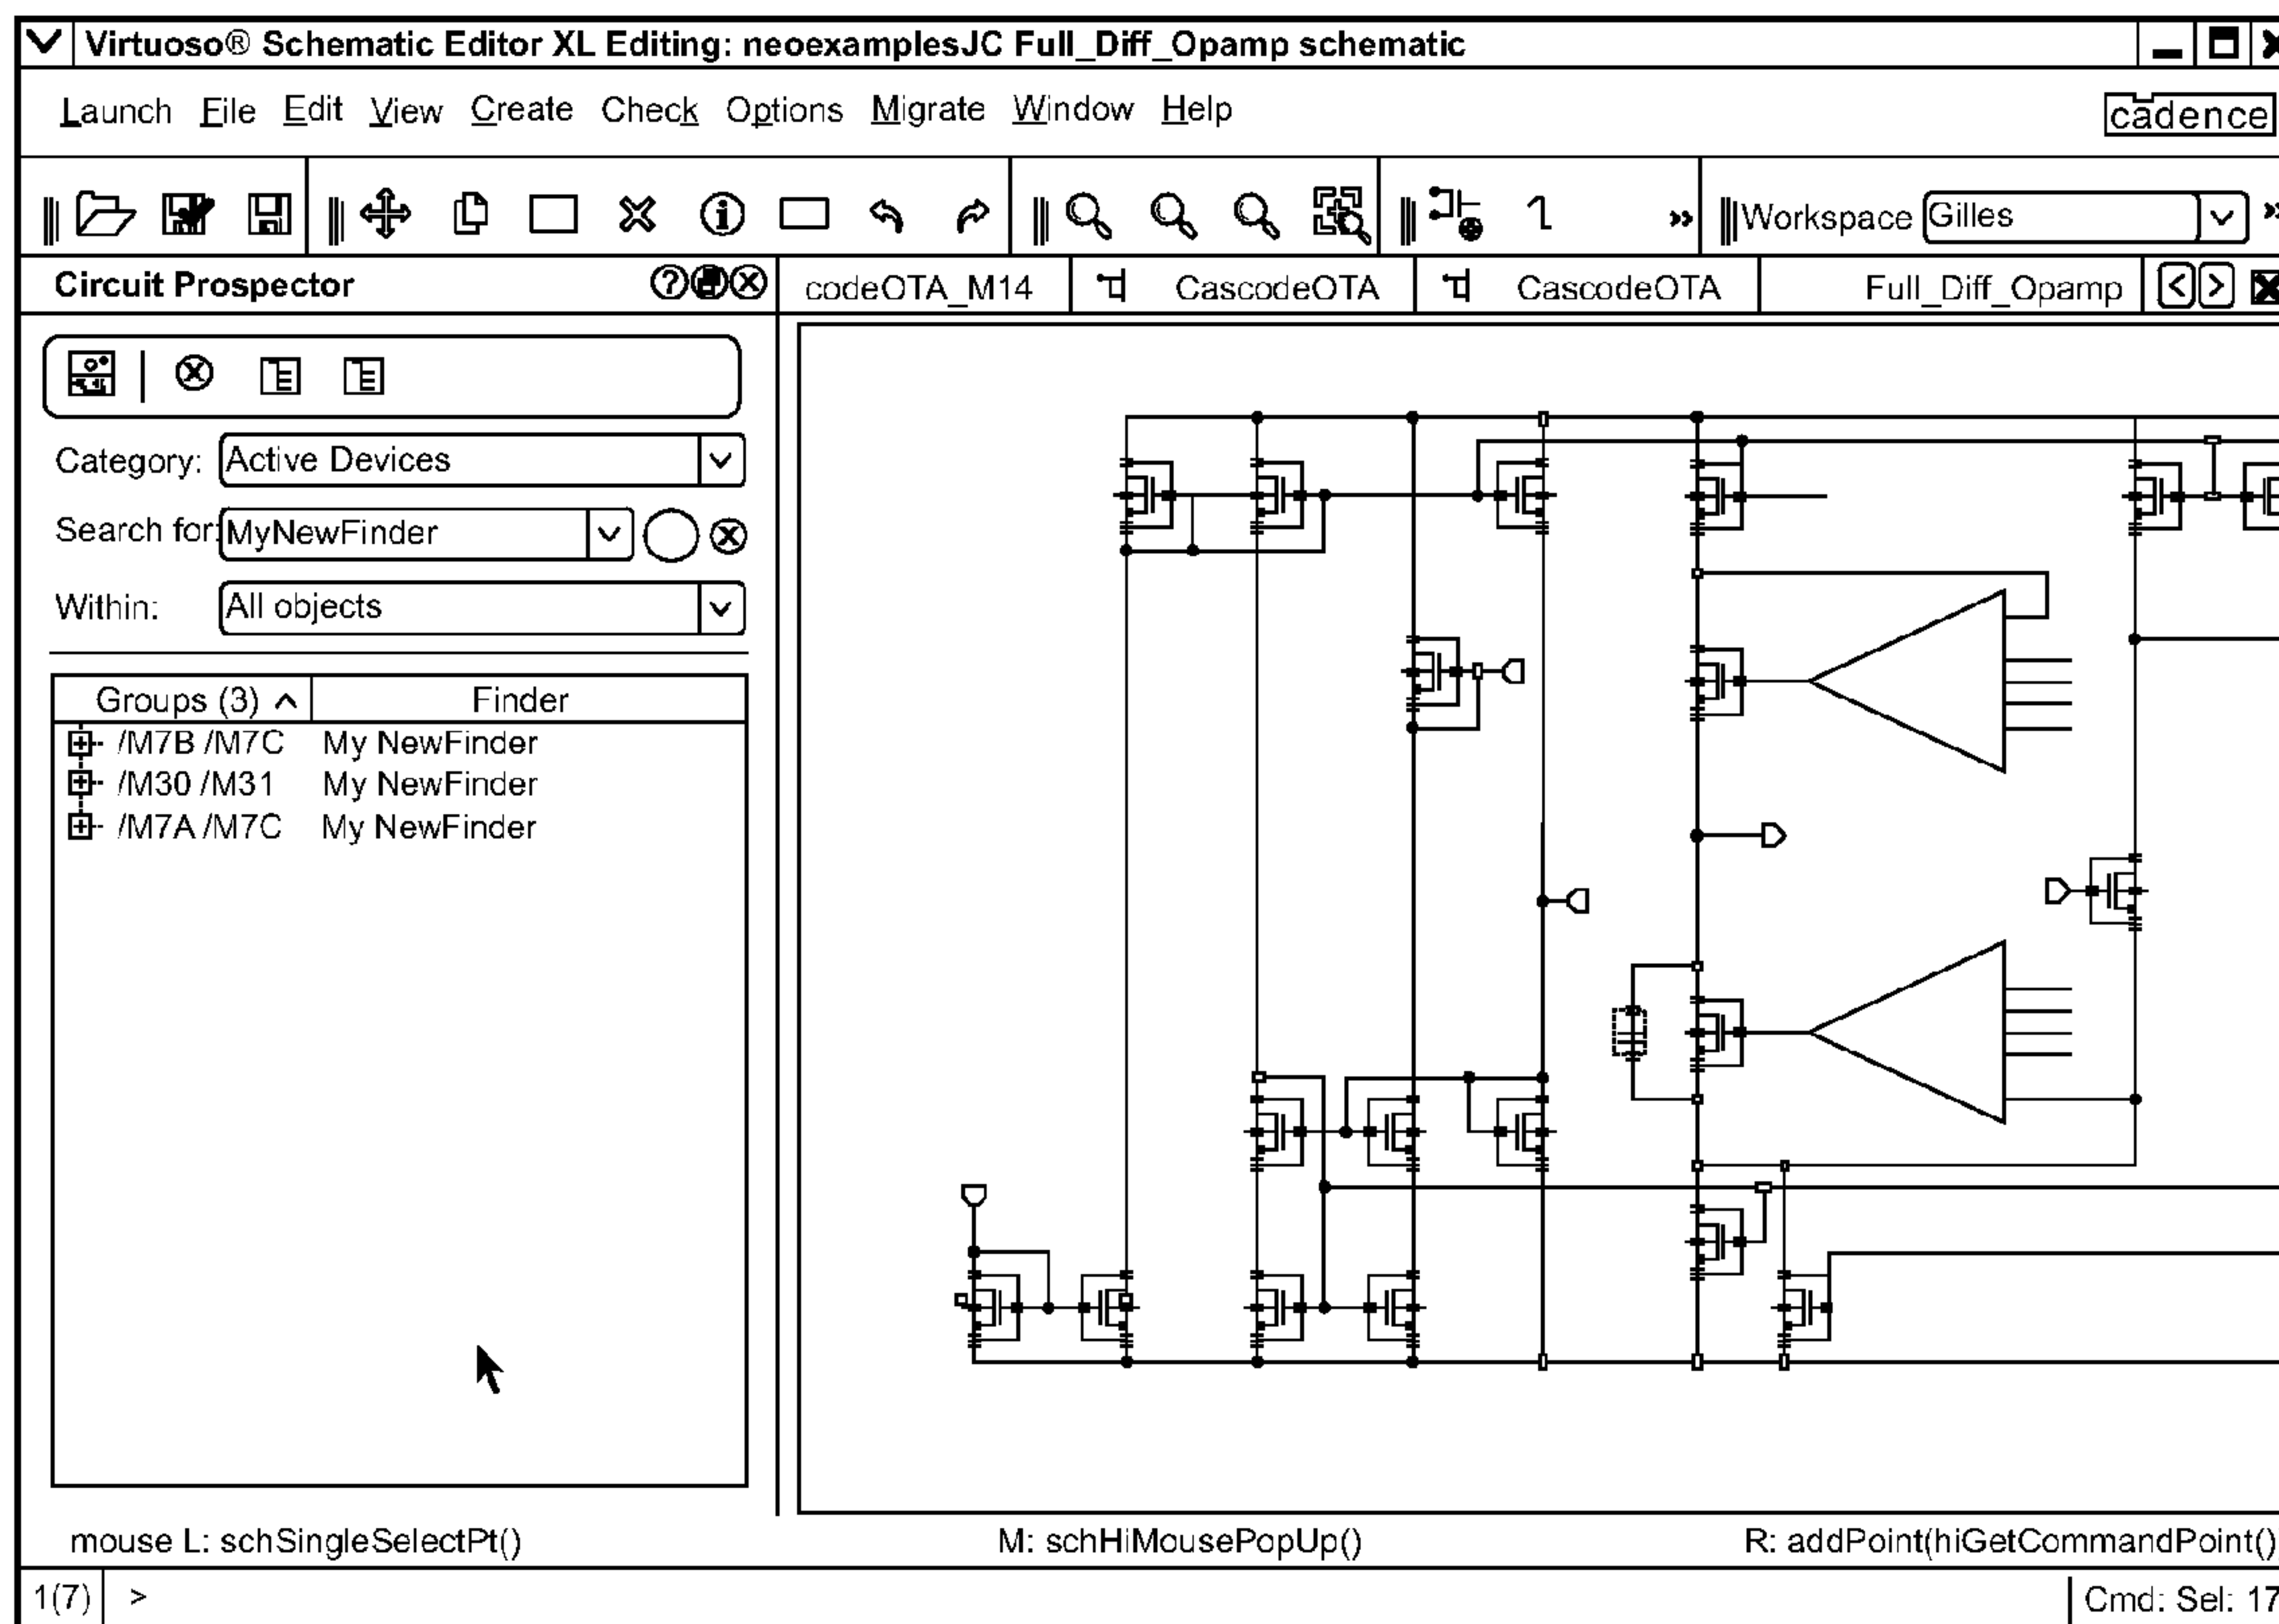 Virtuoso® Schematic Editor XL Editing: neoexamplesJC Full_Diff_Opamp schematic
Launch File Edit View Create Check Options Migrate Window Help
cādence
Workspace Gilles
Circuit Prospector
codeOTA_M14 CascodeOTA CascodeOTA Full_Diff_Opamp
Category: Active Devices
Search for: MyNewFinder
Within: All objects
Groups (3) Finder
/M7B /M7C My NewFinder
/M30 /M31 My NewFinder
/M7A /M7C My NewFinder
mouse L: schSingleSelectPt() M: schHiMousePopUp() R: addPoint(hiGetCommandPoint()
1(7) > Cmd: Sel: 17